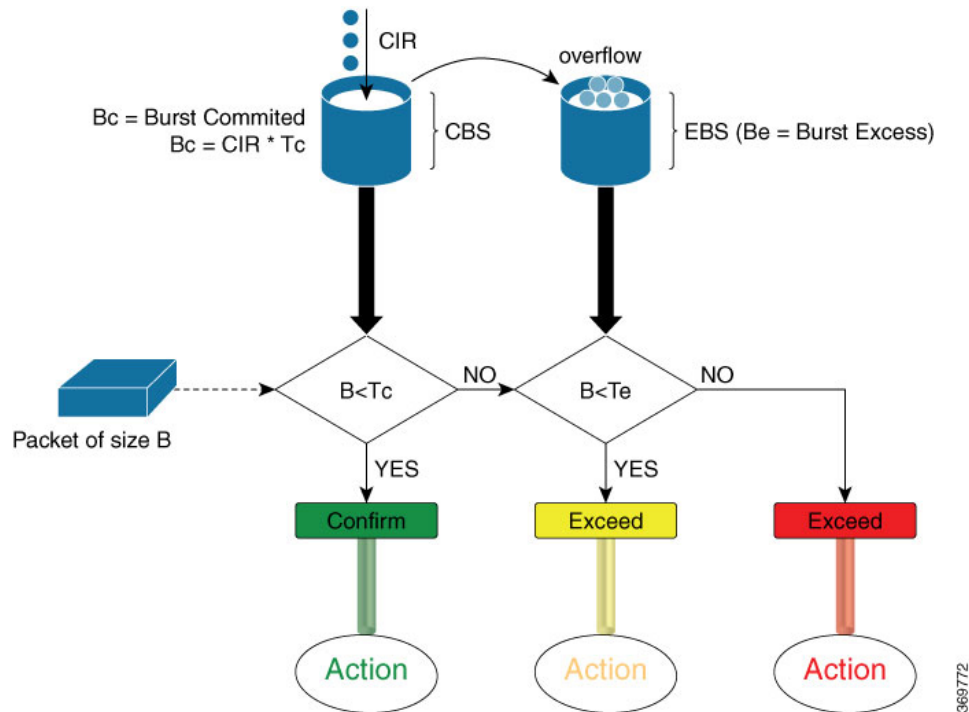 CIR
overflow
Bc = Burst Commited
Bc = CIR * Tc
CBS
EBS (Be = Burst Excess)
Packet of size B
B<Tc
NO
B<Te
NO
YES
YES
Confirm
Exceed
Exceed
Action
Action
Action
369772